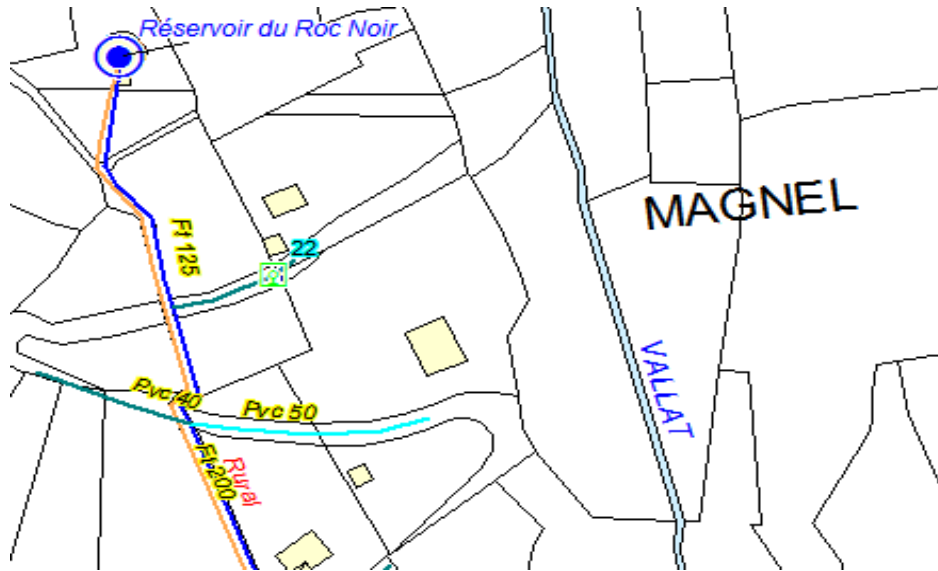 Réservoir du Roc Noir
MAGNEL
Ft 125
22
VALLAT
Pvc 40
Pvc 50
Ft 200
Rural